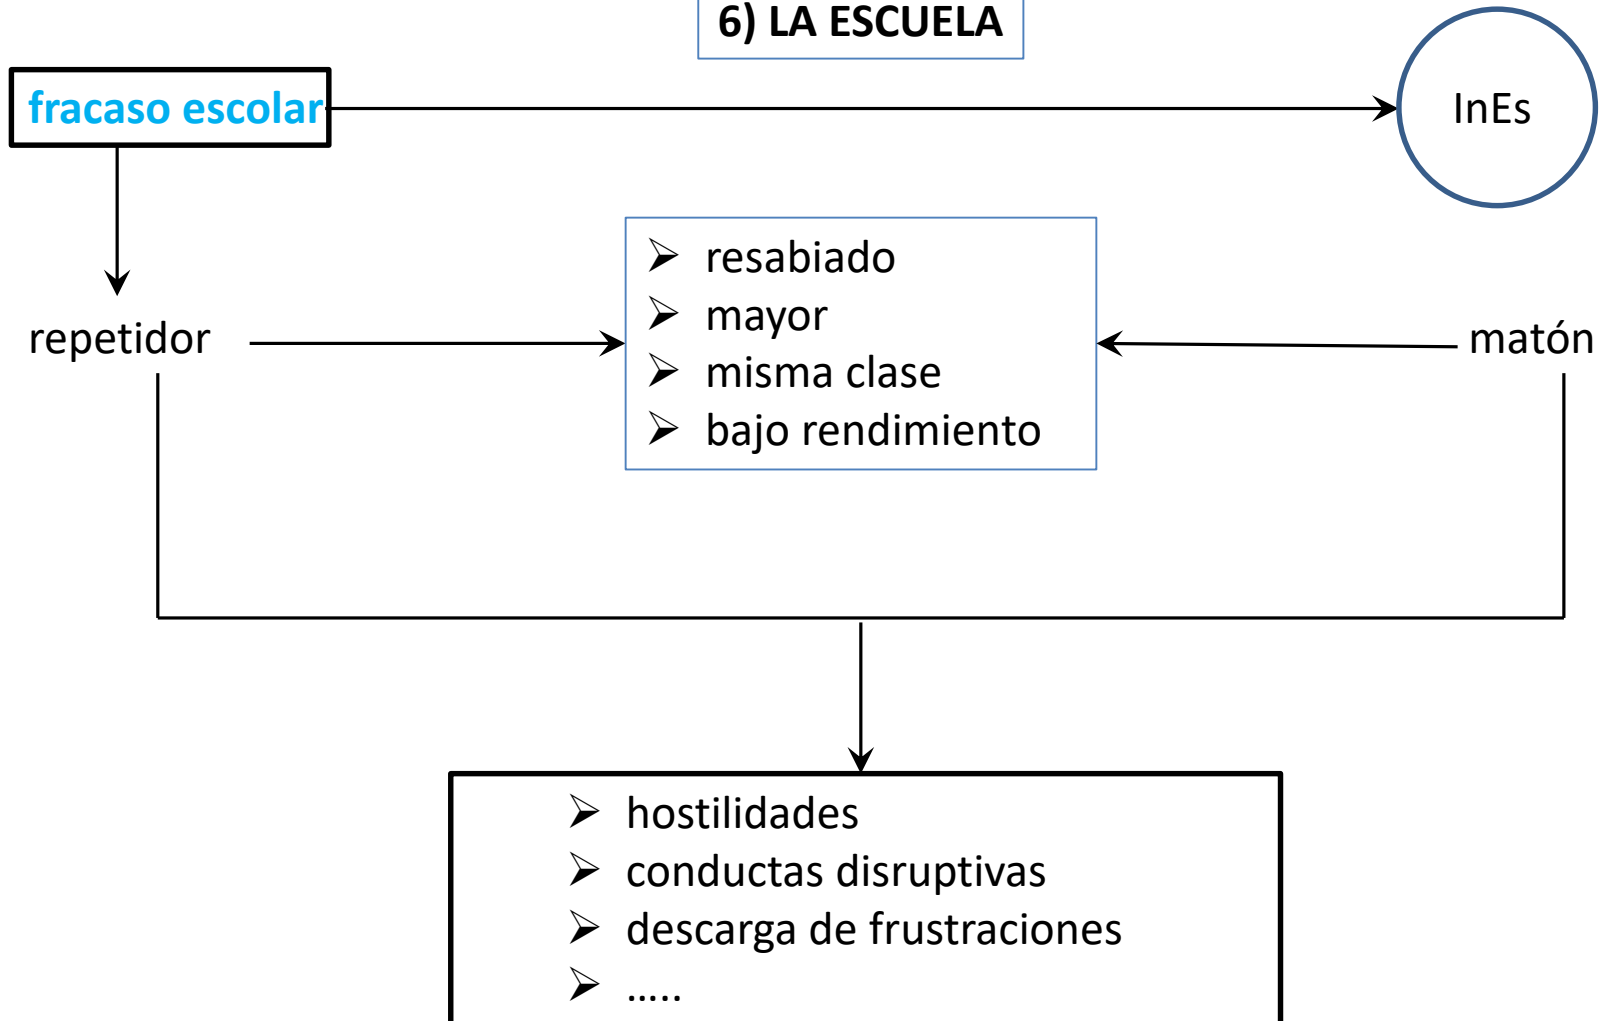 6) LA ESCUELA
fracaso escolar
InEs
➢ resabiado
➢ mayor
➢ misma clase
➢ bajo rendimiento
repetidor
matón
➢ hostilidades
➢ conductas disruptivas
➢ descarga de frustraciones
➢ …..